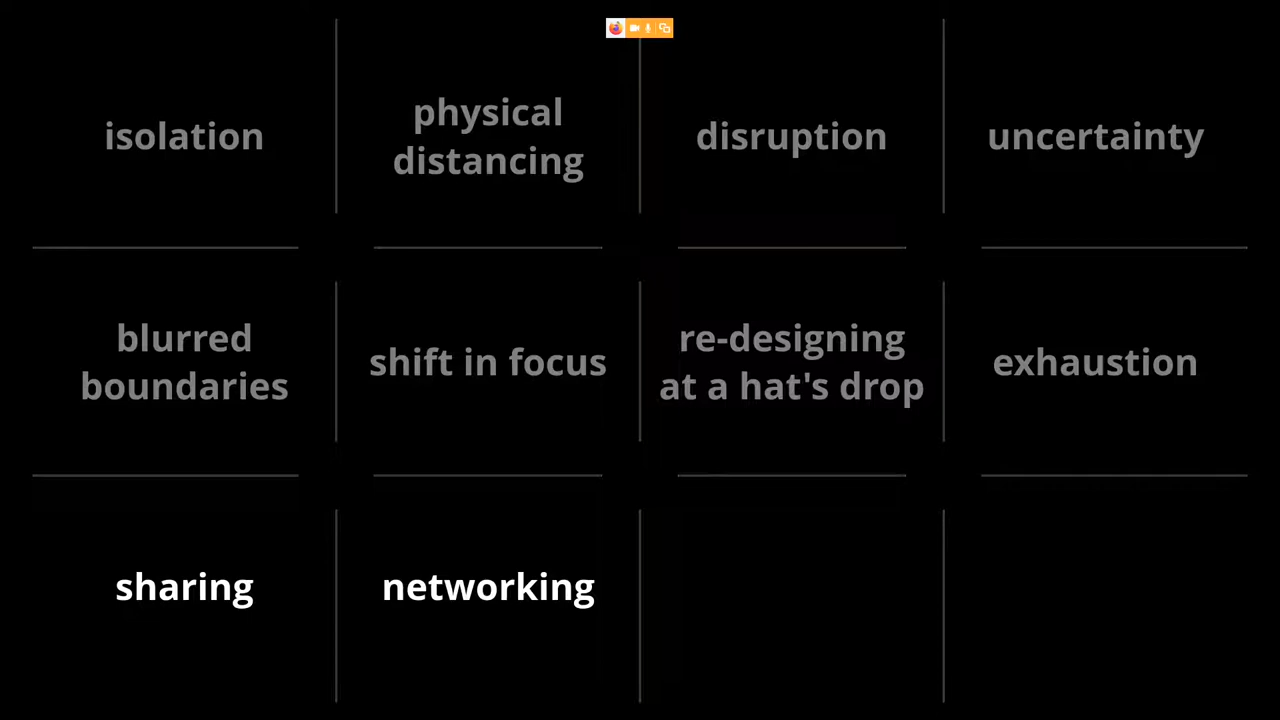 isolation
physical
distancing
disruption
uncertainty
blurred
boundaries
shift in focus
re-designing
at a hat's drop
exhaustion
sharing
networking